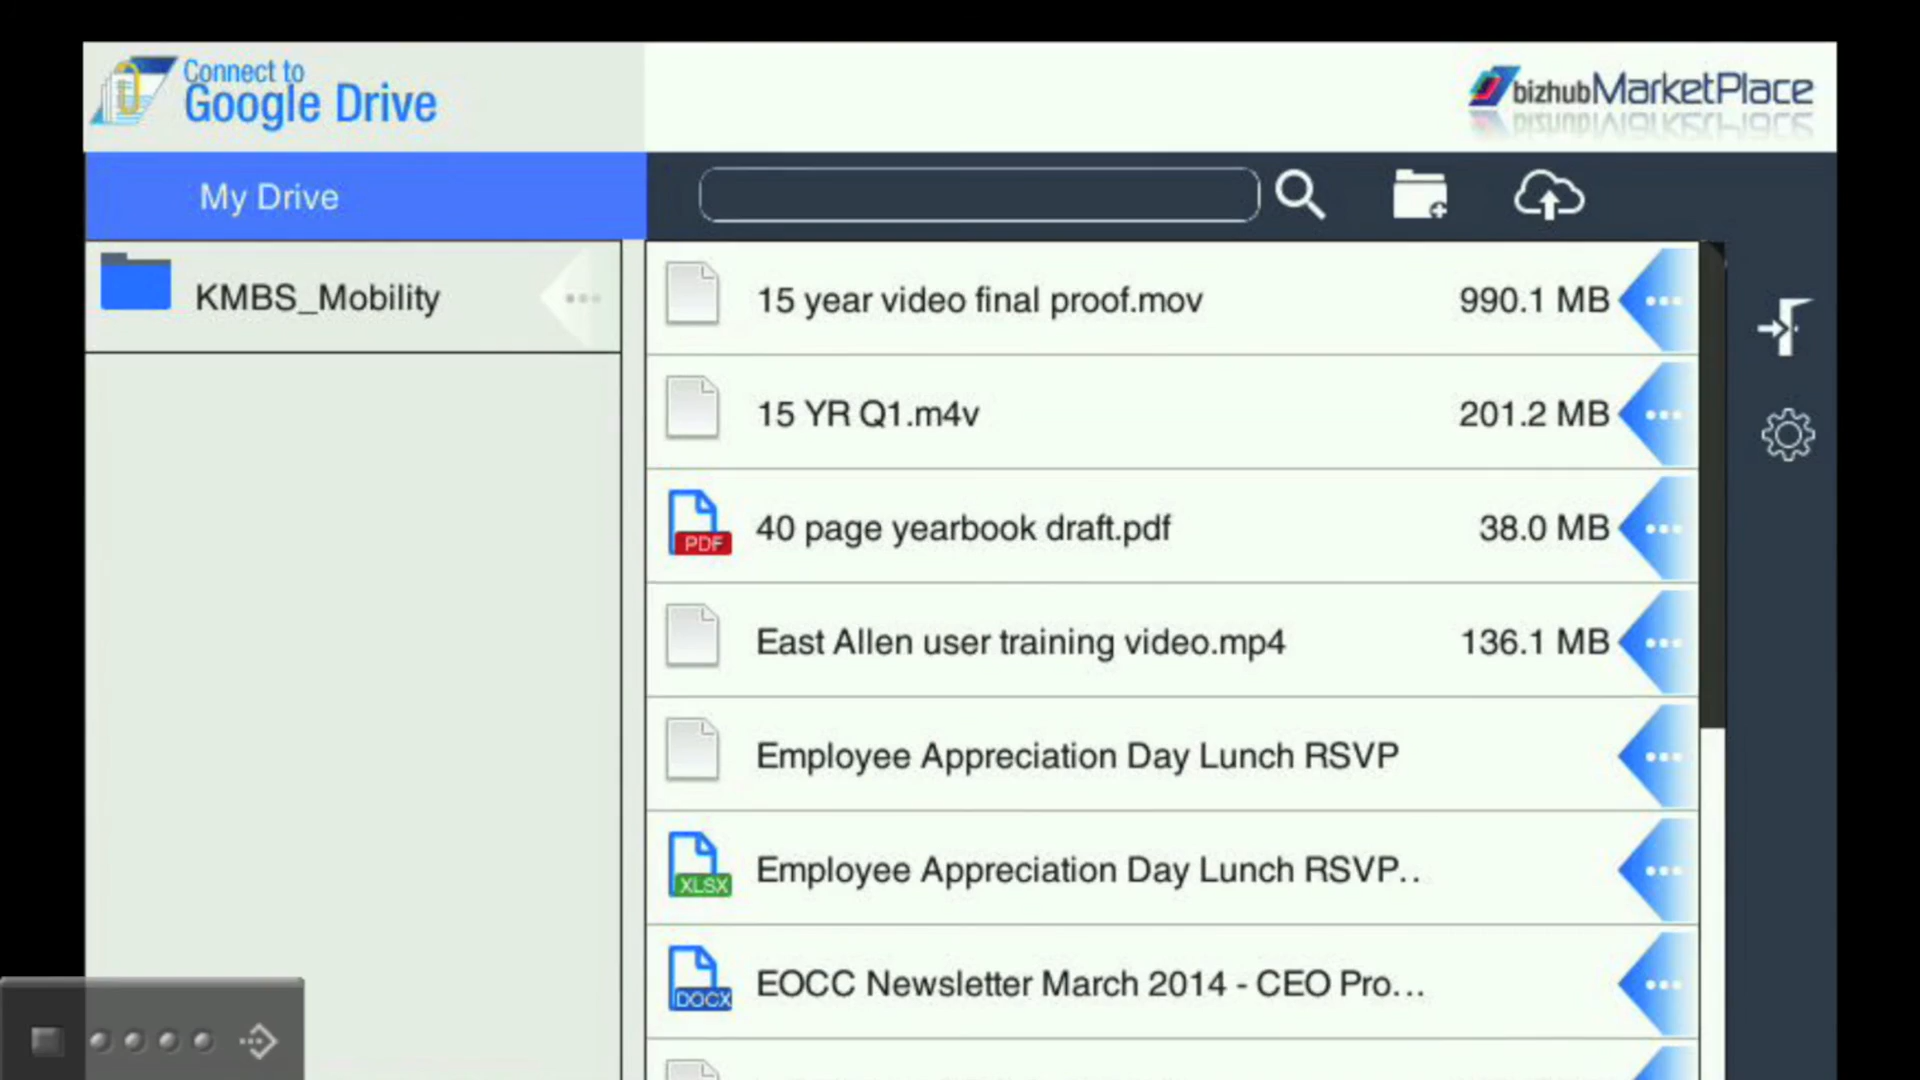 Connect to
Google Drive
bizhub MarketPlace
My Drive
KMBS_Mobility
15 year video final proof.mov 990.1 MB
15 YR Q1.m4v 201.2 MB
PDF 40 page yearbook draft.pdf 38.0 MB
East Allen user training video.mp4 136.1 MB
Employee Appreciation Day Lunch RSVP
XLSX Employee Appreciation Day Lunch RSVP..
DOCX EOCC Newsletter March 2014 - CEO Pro...